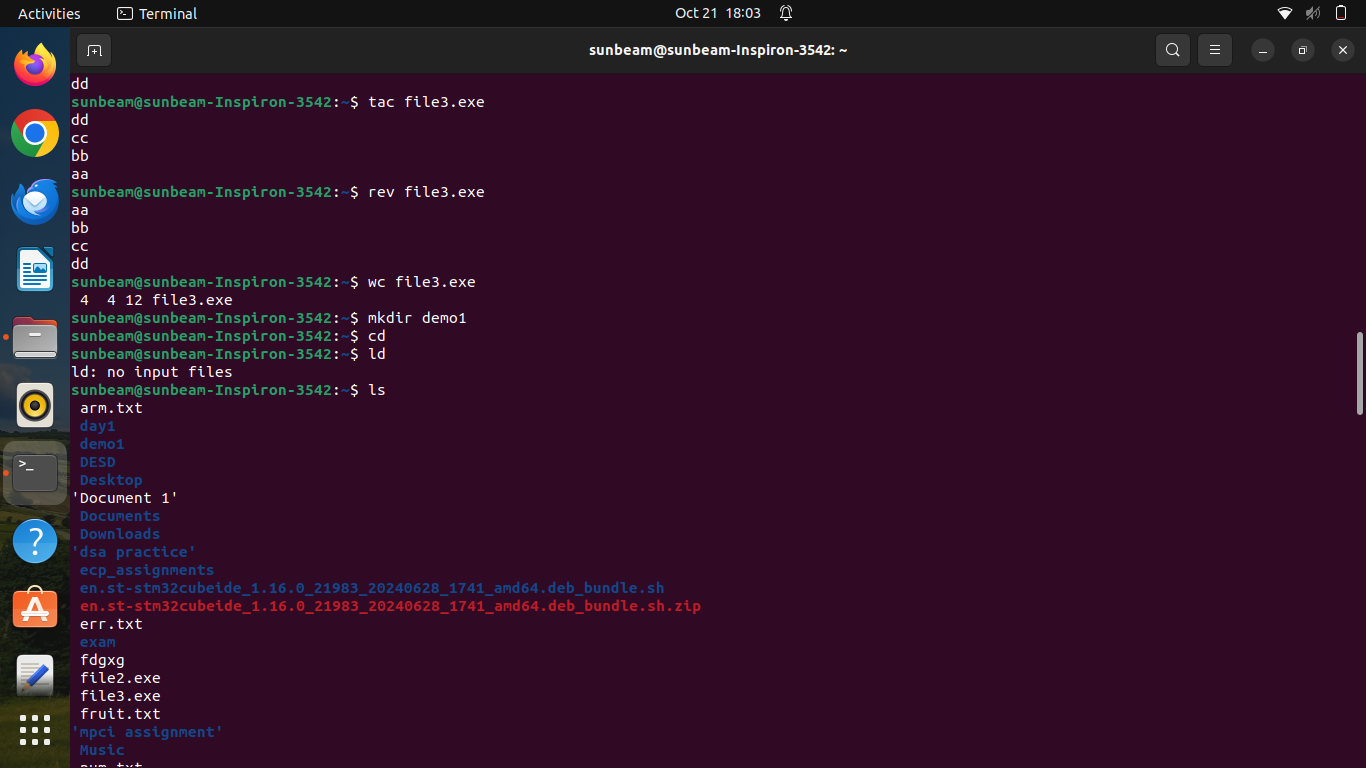 Activities
Terminal
Oct 21 18:03
sunbeam@sunbeam-Inspiron-3542: ~
dd
sunbeam@sunbeam-Inspiron-3542:~$ tac file3.exe
dd
cc
bb
aa
sunbeam@sunbeam-Inspiron-3542:~$ rev file3.exe
aa
bb
cc
dd
sunbeam@sunbeam-Inspiron-3542:~$ wc file3.exe
 4  4 12 file3.exe
sunbeam@sunbeam-Inspiron-3542:~$ mkdir demo1
sunbeam@sunbeam-Inspiron-3542:~$ cd
sunbeam@sunbeam-Inspiron-3542:~$ ld
ld: no input files
sunbeam@sunbeam-Inspiron-3542:~$ ls
 arm.txt
 day1
 demo1
 DESD
 Desktop
'Document 1'
 Documents
 Downloads
'dsa practice'
 ecp_assignments
 en.st-stm32cubeide_1.16.0_21983_20240628_1741_amd64.deb_bundle.sh
 en.st-stm32cubeide_1.16.0_21983_20240628_1741_amd64.deb_bundle.sh.zip
 err.txt
 exam
 fdgxg
 file2.exe
 file3.exe
 fruit.txt
'mpci assignment'
 Music
 num.txt